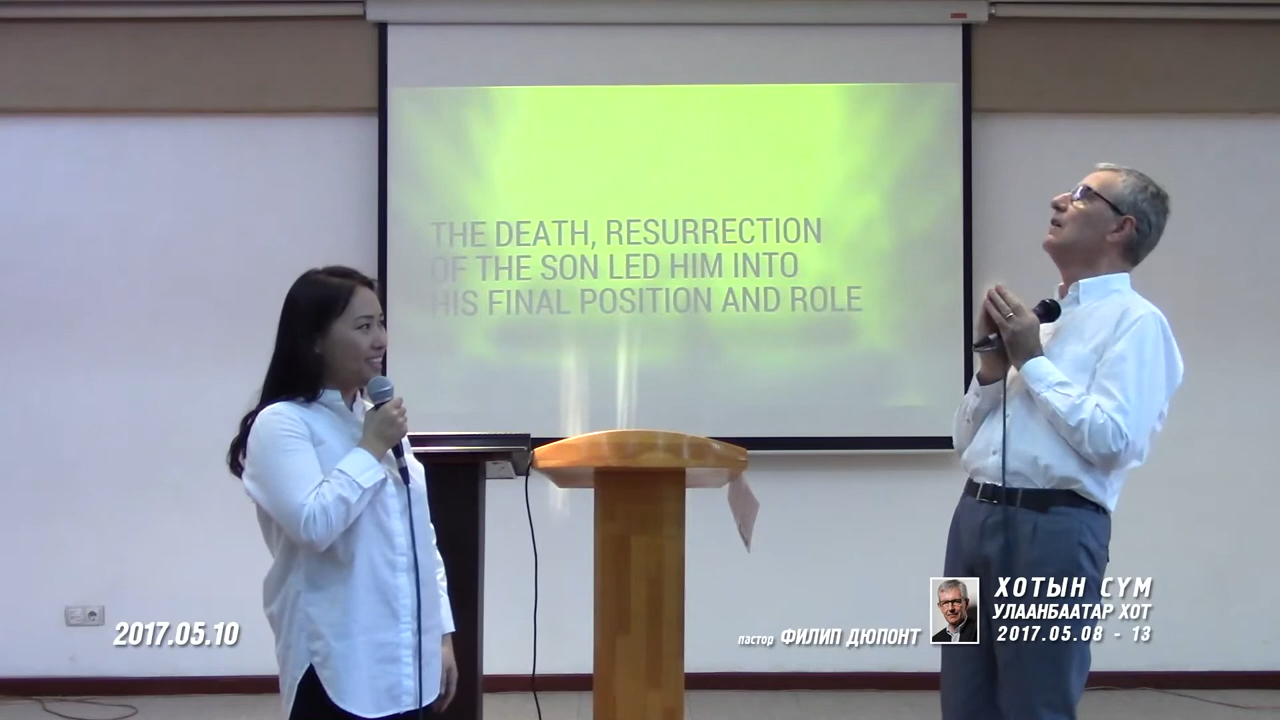 THE DEATH, RESURRECTION
OF THE SON LED HIM INTO
HIS FINAL POSITION AND ROLE
2017.05.10
пастор ФИЛИП ДЮПОНТ
ХОТЫН СҮМ
УЛААНБААТАР ХОТ
2017.05.08 - 13